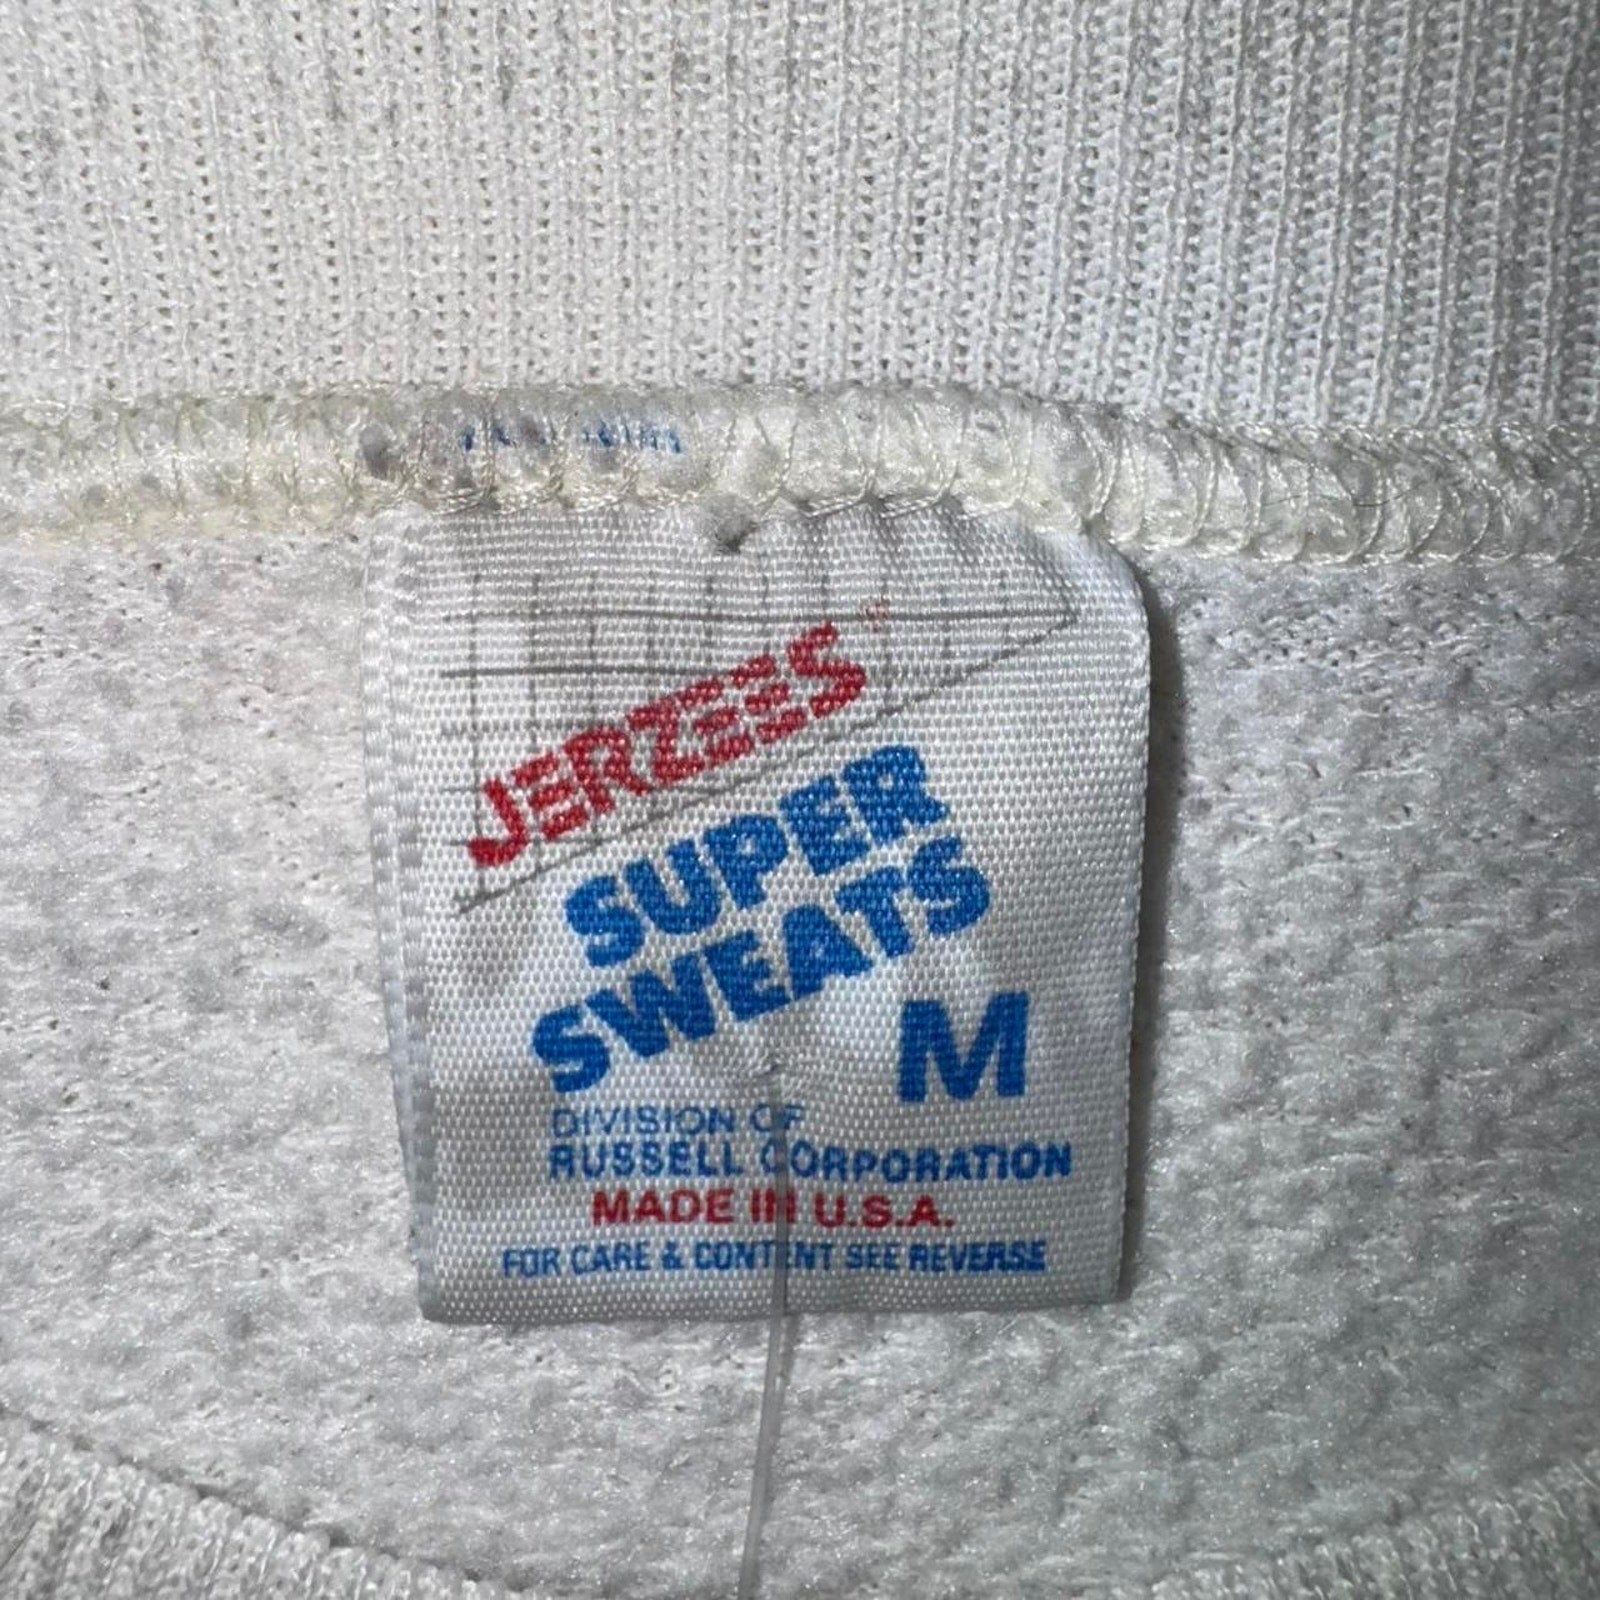 JERZEES
SUPER
SWEATS
M
DIVISION OF
RUSSELL CORPORATION
MADE IN U.S.A.
FOR CARE & CONTENT SEE REVERSE